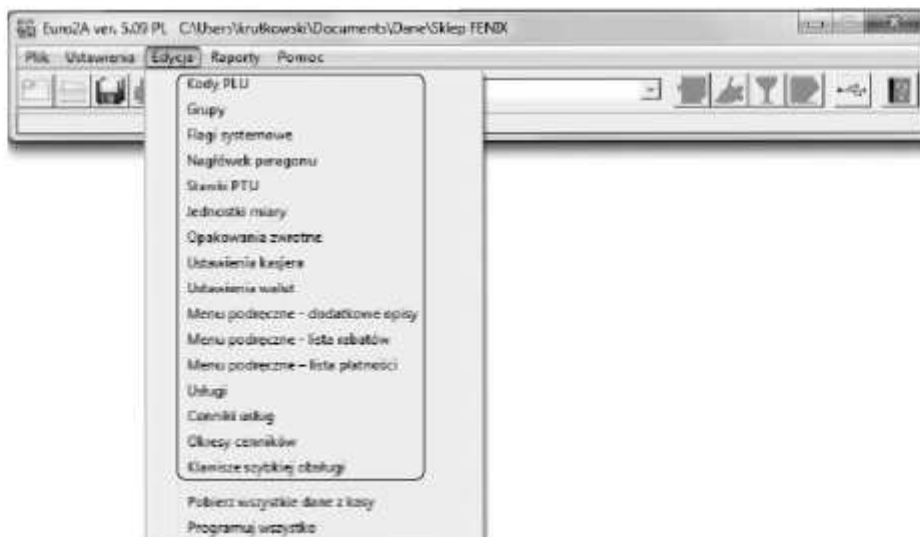 Euro2A ver. 5.09 PL C:\Users\krutkowski\Documents\Dane\Sklep FENIX
Plik Ustawienia Edycja Raporty Pomoc
Kody PLU
Grupy
Flagi systemowe
Nagłówek paragonu
Stawki PTU
Jednostki miary
Opakowania zwrotne
Ustawienia kasjera
Ustawienia walut
Menu podręczne - dodatkowe opisy
Menu podręczne - lista rabatów
Menu podręczne – lista płatności
Usługi
Cenniki usług
Okresy cenników
Klawisze szybkiej obsługi
Pobierz wszystkie dane z kasy
Programuj wszystko